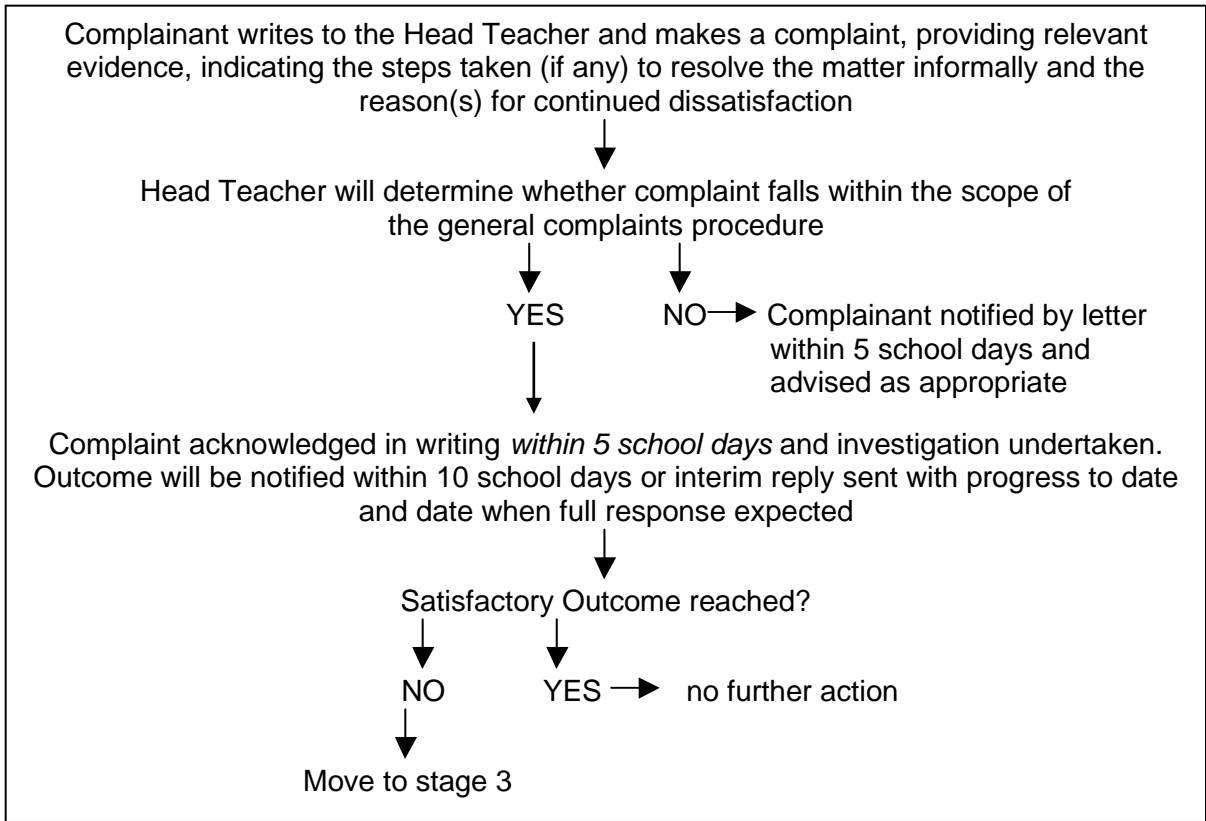 Complainant writes to the Head Teacher and makes a complaint, providing relevant
evidence, indicating the steps taken (if any) to resolve the matter informally and the
reason(s) for continued dissatisfaction
Head Teacher will determine whether complaint falls within the scope of
the general complaints procedure
YES NO Complainant notified by letter
within 5 school days and
advised as appropriate
Complaint acknowledged in writing within 5 school days and investigation undertaken.
Outcome will be notified within 10 school days or interim reply sent with progress to date
and date when full response expected
Satisfactory Outcome reached?
NO YES no further action
Move to stage 3